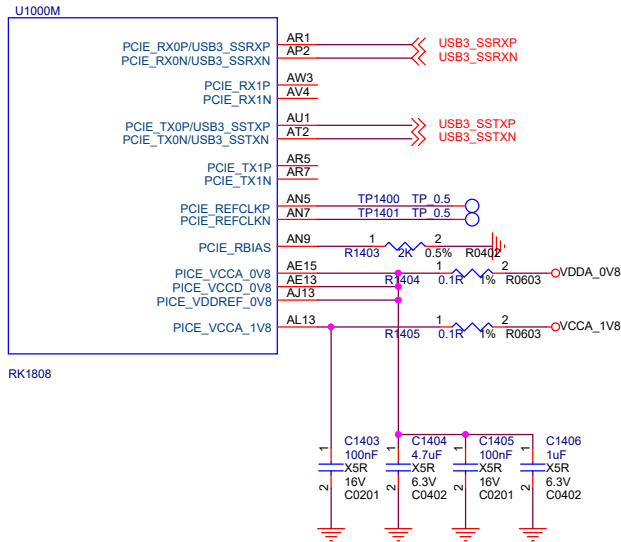 U1000M
PCIE_RX0P/USB3_SSRXP AR1 USB3_SSRXP
PCIE_RX0N/USB3_SSRXN AP2 USB3_SSRXN
PCIE_RX1P AW3
PCIE_RX1N AV4
PCIE_TX0P/USB3_SSTXP AU1 USB3_SSTXP
PCIE_TX0N/USB3_SSTXN AT2 USB3_SSTXN
PCIE_TX1P AR5
PCIE_TX1N AR7
PCIE_REFCLKP AN5 TP1400 TP_0.5
PCIE_REFCLKN AN7 TP1401 TP_0.5
PCIE_RBIAS AN9 1 2
R1403 2K 0.5% R0402
PICE_VCCA_0V8 AE15 1 2 VDDA_0V8
PICE_VCCD_0V8 AE13 R1404 0.1R 1% R0603
PICE_VDDREF_0V8 AJ13
PICE_VCCA_1V8 AL13 1 2 VCCA_1V8
R1405 0.1R 1% R0603
RK1808
1 C1403 1 C1404 1 C1405 1 C1406
100nF 4.7uF 100nF 1uF
X5R X5R X5R X5R
2 16V 2 6.3V 2 16V 2 6.3V
C0201 C0402 C0201 C0402